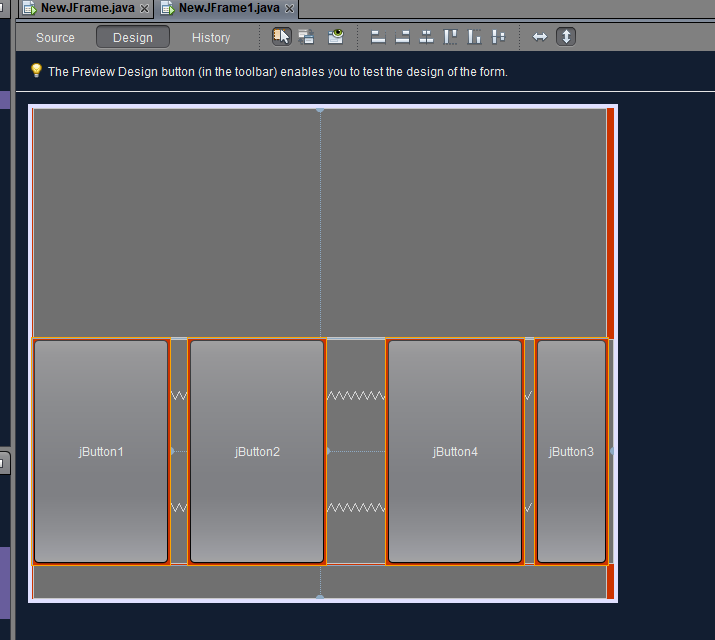 NewJFrame.java NewJFrame1.java
Source Design History
The Preview Design button (in the toolbar) enables you to test the design of the form.
jButton1 jButton2 jButton4 jButton3